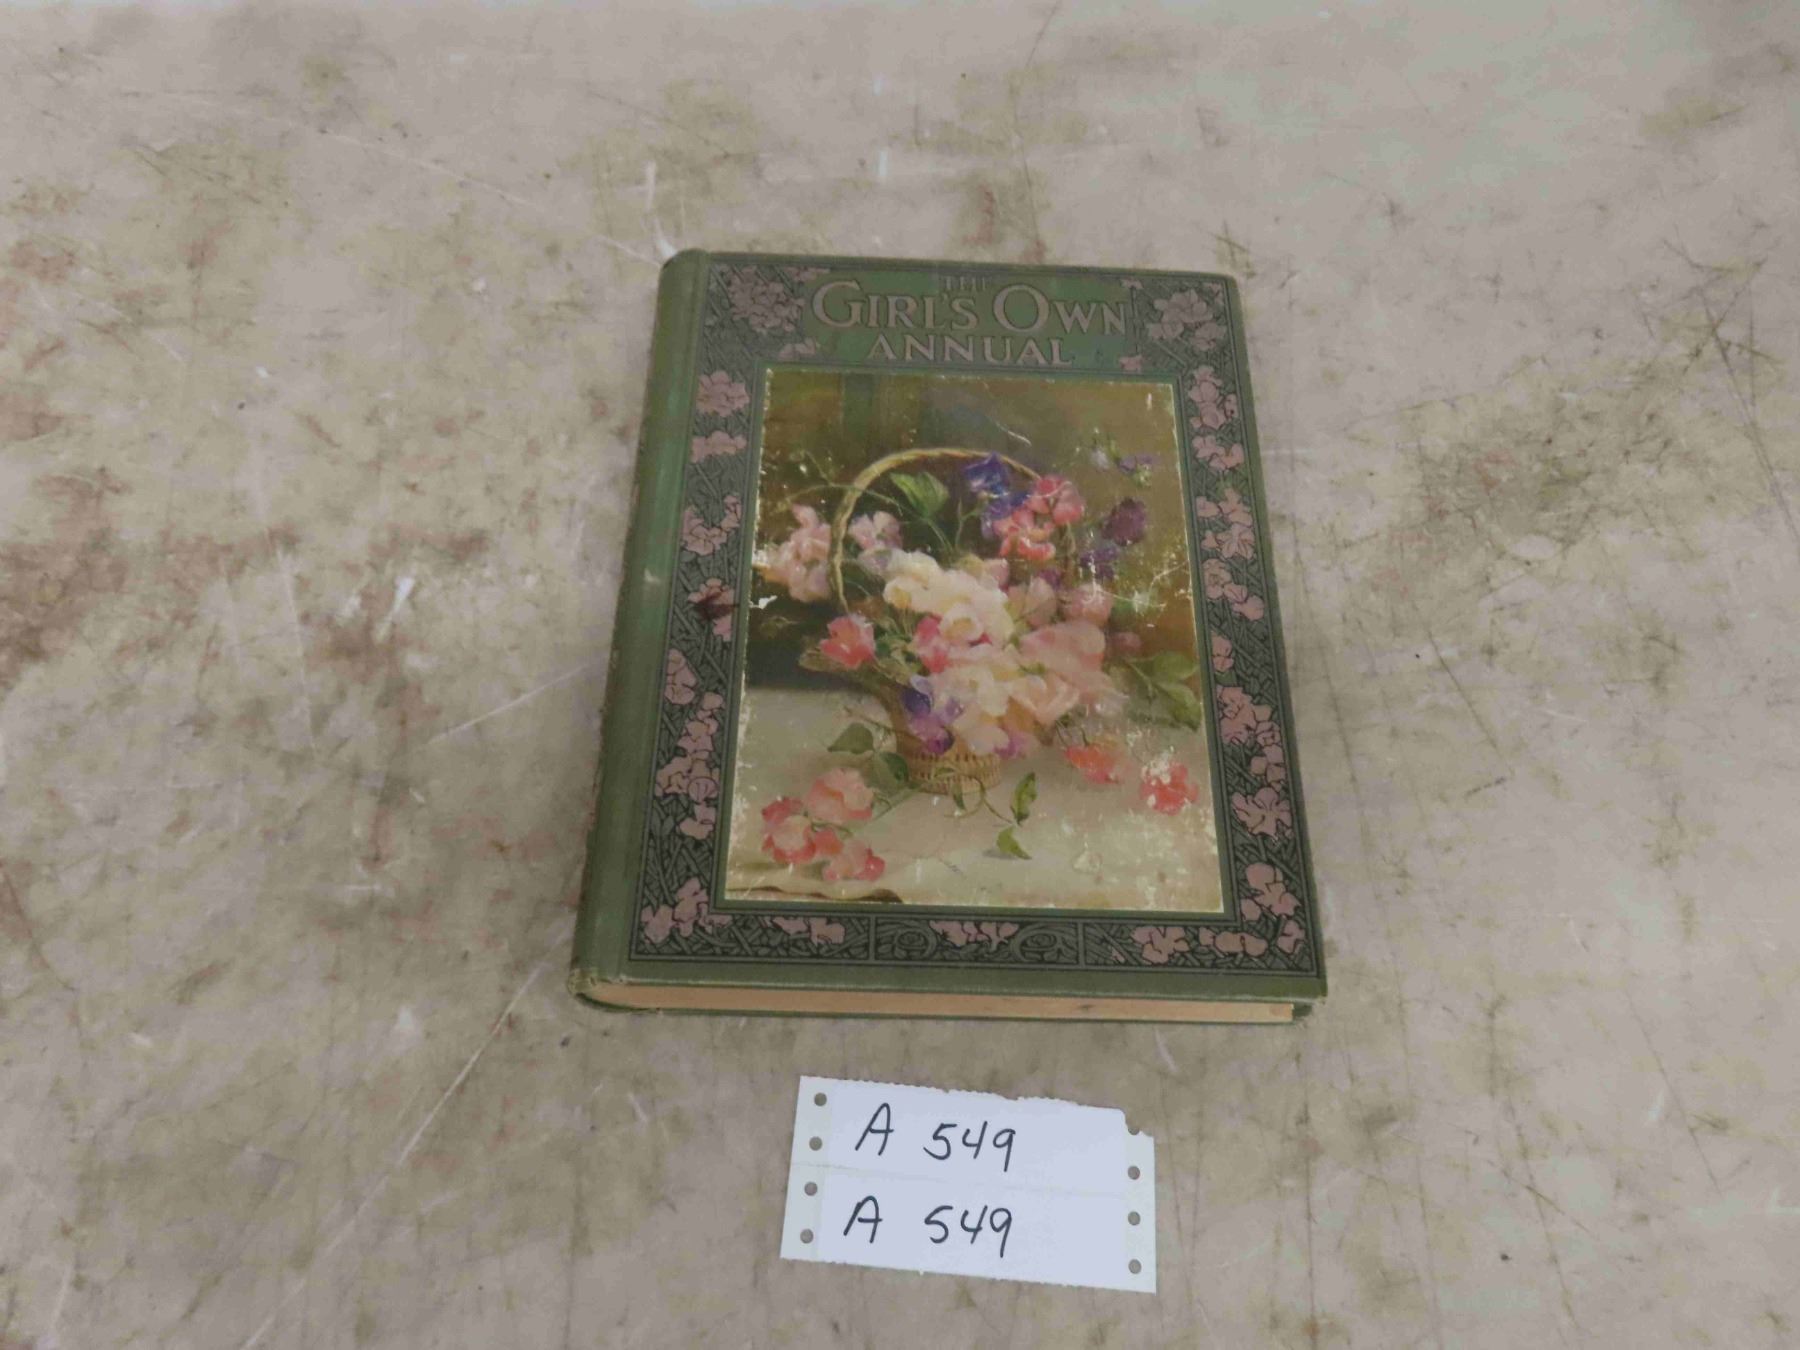 THE
GIRL'S OWN
ANNUAL
A 549
A 549